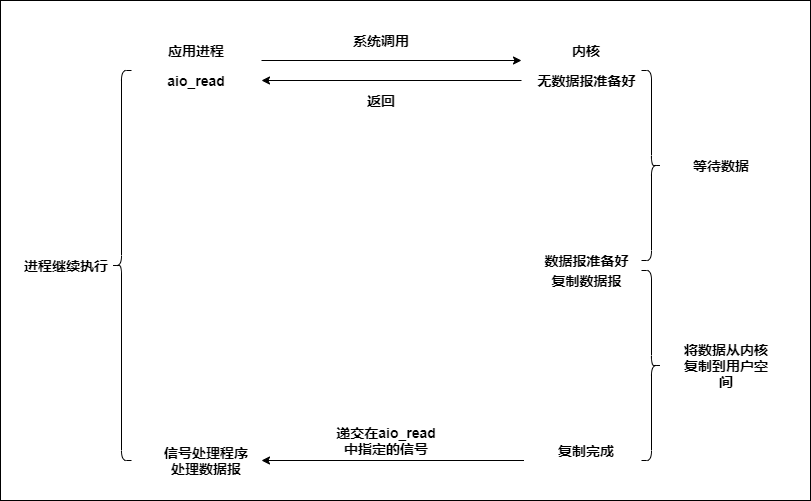 系统调用
应用进程
内核
aio_read
无数据报准备好
返回
等待数据
数据报准备好
进程继续执行
复制数据报
将数据从内核
复制到用户空
间
递交在aio_read
中指定的信号
信号处理程序
处理数据报
复制完成